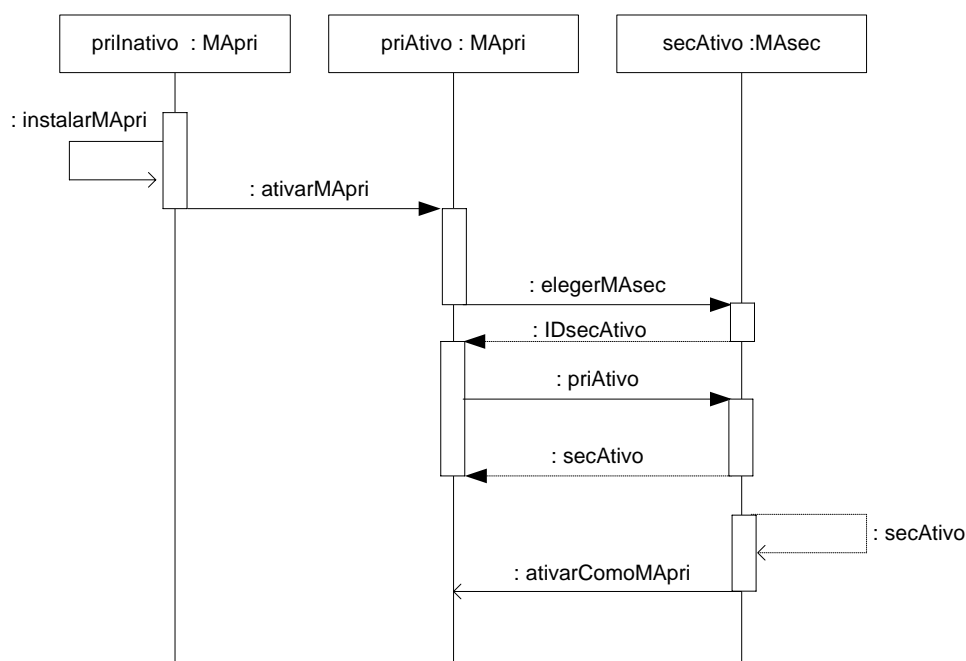 priInativo : MApri
priAtivo : MApri
secAtivo :MAsec
: instalarMApri
: ativarMApri
: elegerMAsec
: IDsecAtivo
: priAtivo
: secAtivo
: secAtivo
: ativarComoMApri